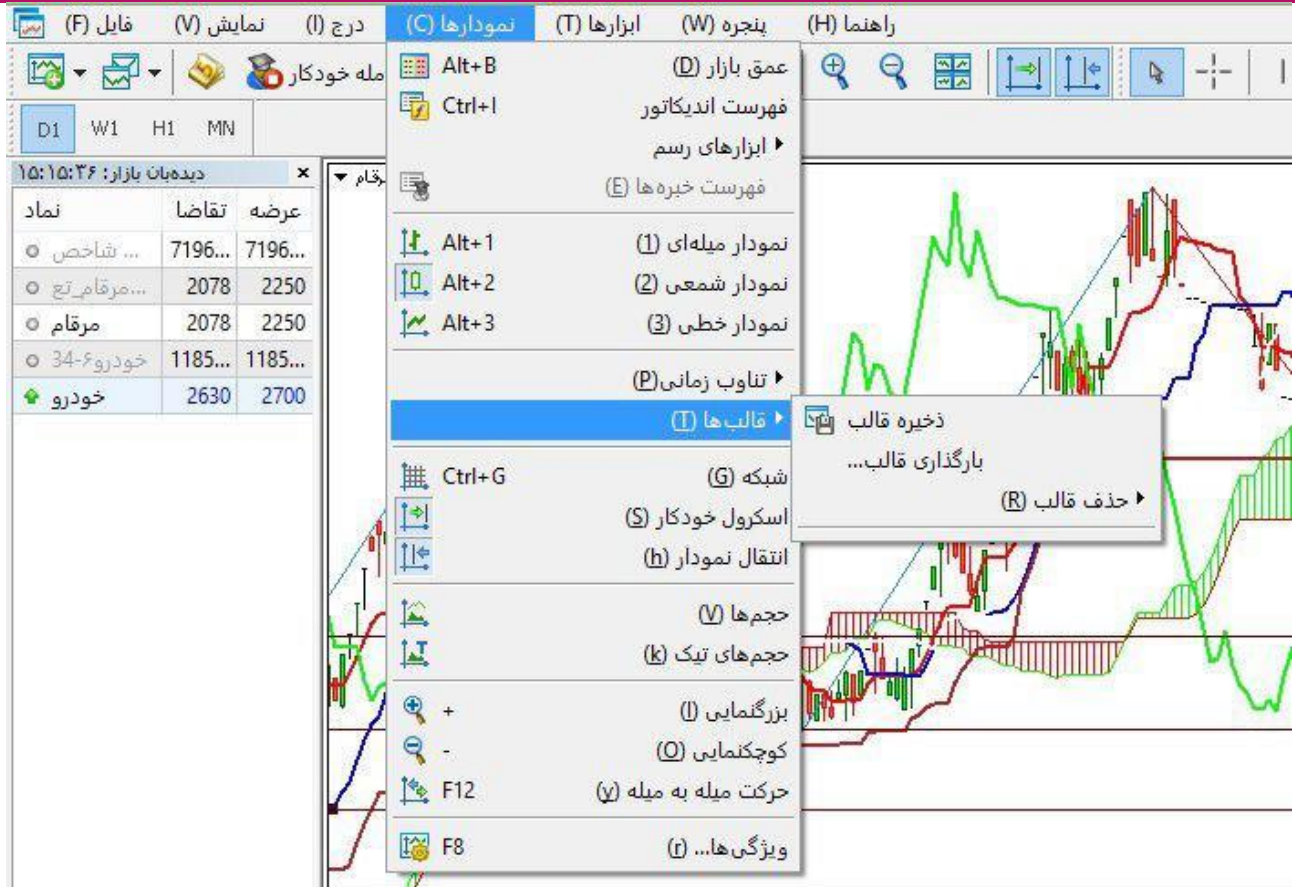 فایل (F) نمایش (V) درج (I) نمودارها (C) ابزارها (T) پنجره (W) راهنما (H)
مله خودکار
D1 W1 H1 MN
دیده‌بان بازار: ۱۵:۱۵:۳۶
نماد تقاضا عرضه
شاخص ... 7196... 7196...
مرقام_تع... 2078 2250
مرقام 2078 2250
خودرو۶-34 1185... 1185...
خودرو 2630 2700
رقام
عمق بازار (D) Alt+B
فهرست اندیکاتور Ctrl+I
ابزارهای رسم
فهرست خبره‌ها (E)
نمودار میله‌ای (1) Alt+1
نمودار شمعی (2) Alt+2
نمودار خطی (3) Alt+3
تناوب زمانی(P)
قالب‌ها (T)
شبکه (G) Ctrl+G
اسکرول خودکار (S)
انتقال نمودار (h)
حجم‌ها (V)
حجم‌های تیک (k)
بزرگنمایی (I) +
کوچکنمایی (O) -
حرکت میله به میله (y) F12
ویژگی‌ها... (r) F8
ذخیره قالب
بارگذاری قالب...
حذف قالب (R)